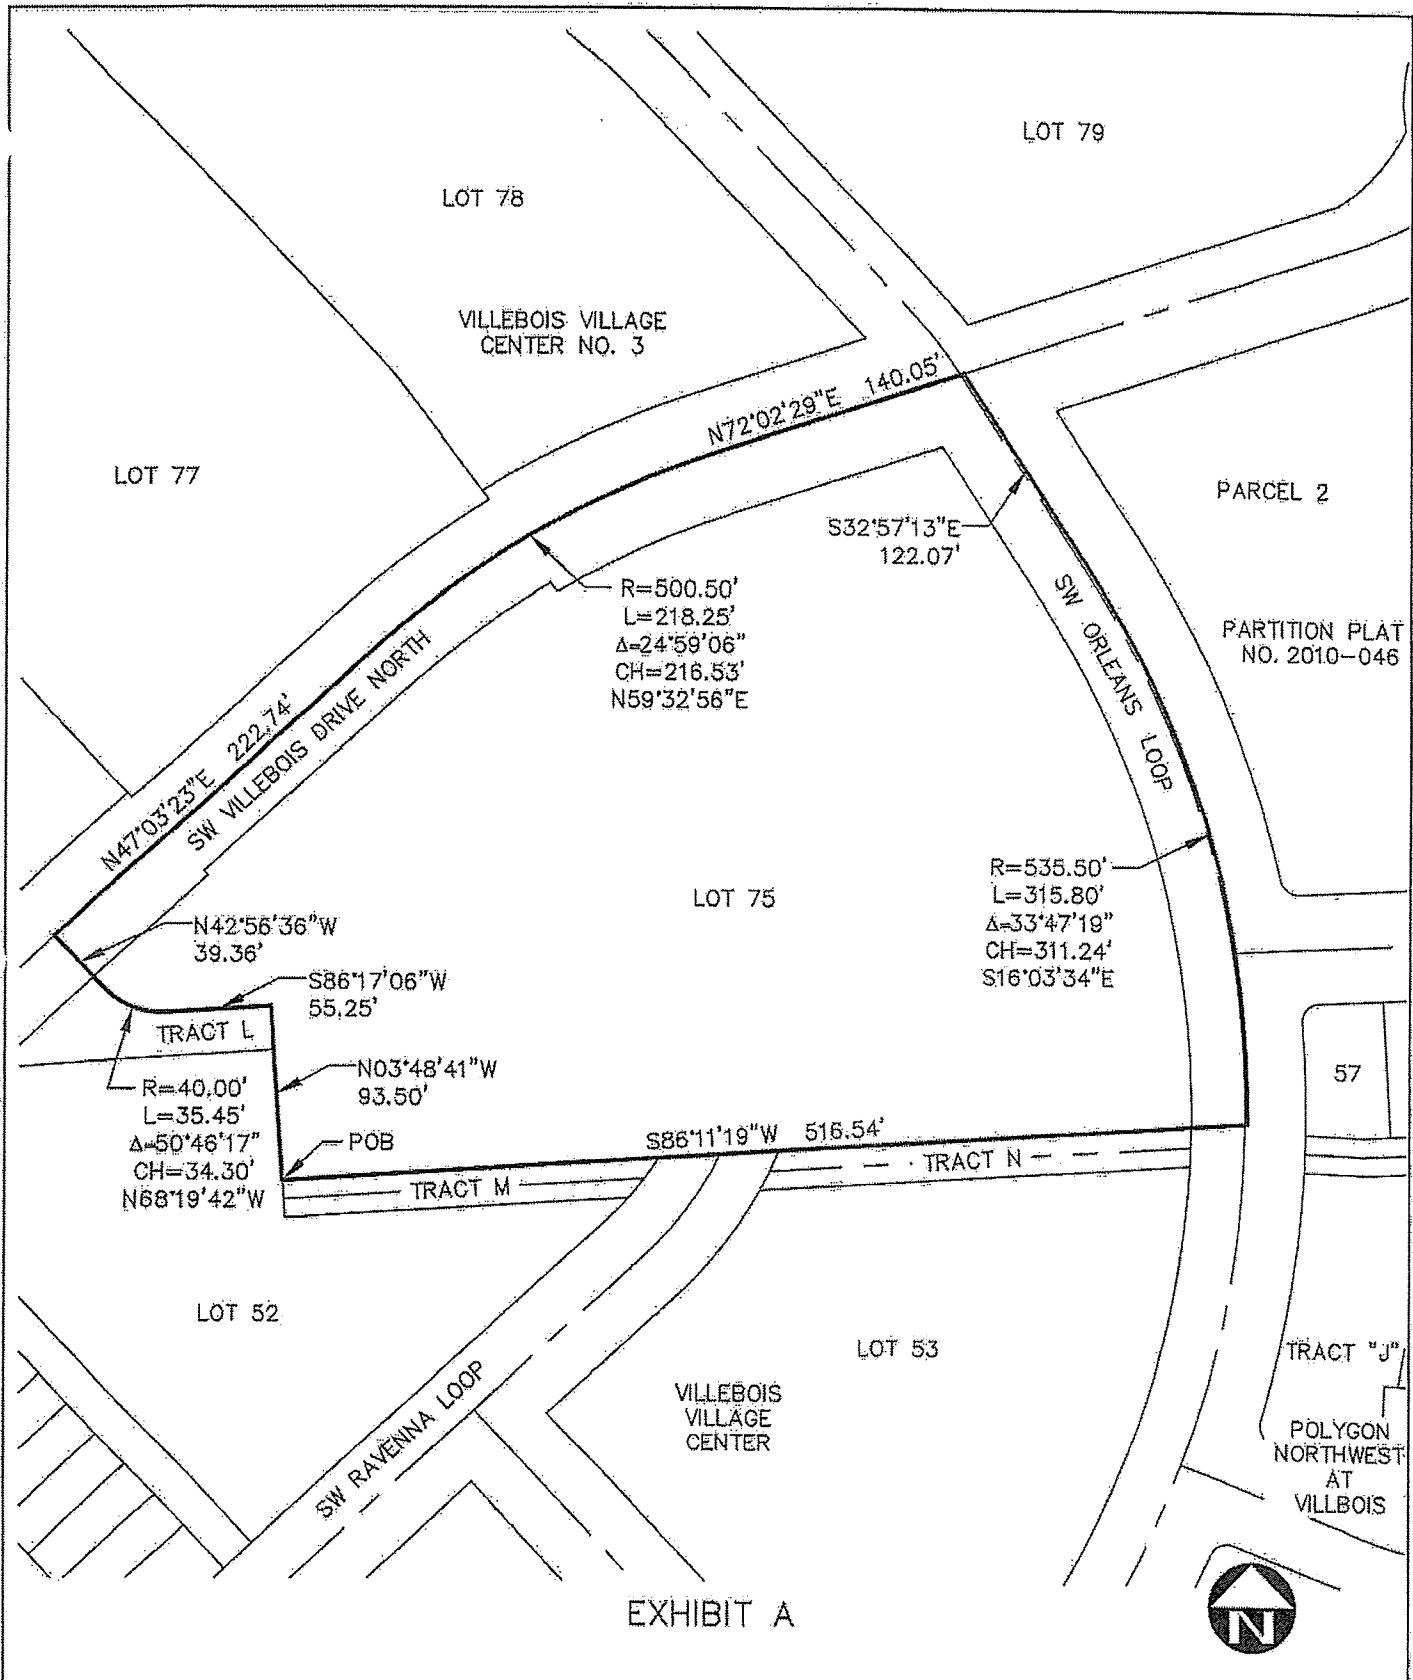 LOT 79
LOT 78
VILLEBOIS VILLAGE
CENTER NO. 3
N72°02'29"E 140.05'
LOT 77
PARCEL 2
S32°57'13"E
122.07'
R=500.50'
L=218.25'
Δ=24°59'06"
CH=216.53'
N59°32'56"E
SW ORLEANS LOOP
PARTITION PLAT
NO. 2010-046
N47°03'23"E 222.74'
SW VILLEBOIS DRIVE NORTH
LOT 75
R=535.50'
L=315.80'
Δ=33°47'19"
CH=311.24'
S16°03'34"E
N42°56'36"W
39.36'
S86°17'06"W
55.25'
TRACT L
N03°48'41"W
93.50'
57
R=40.00'
L=35.45'
Δ=50°46'17"
CH=34.30'
N68°19'42"W
POB
S86°11'19"W 516.54'
TRACT N
TRACT M
LOT 52
LOT 53
TRACT "J"
SW RAVENNA LOOP
VILLEBOIS
VILLAGE
CENTER
POLYGON
NORTHWEST
AT
VILLBOIS
EXHIBIT A
N